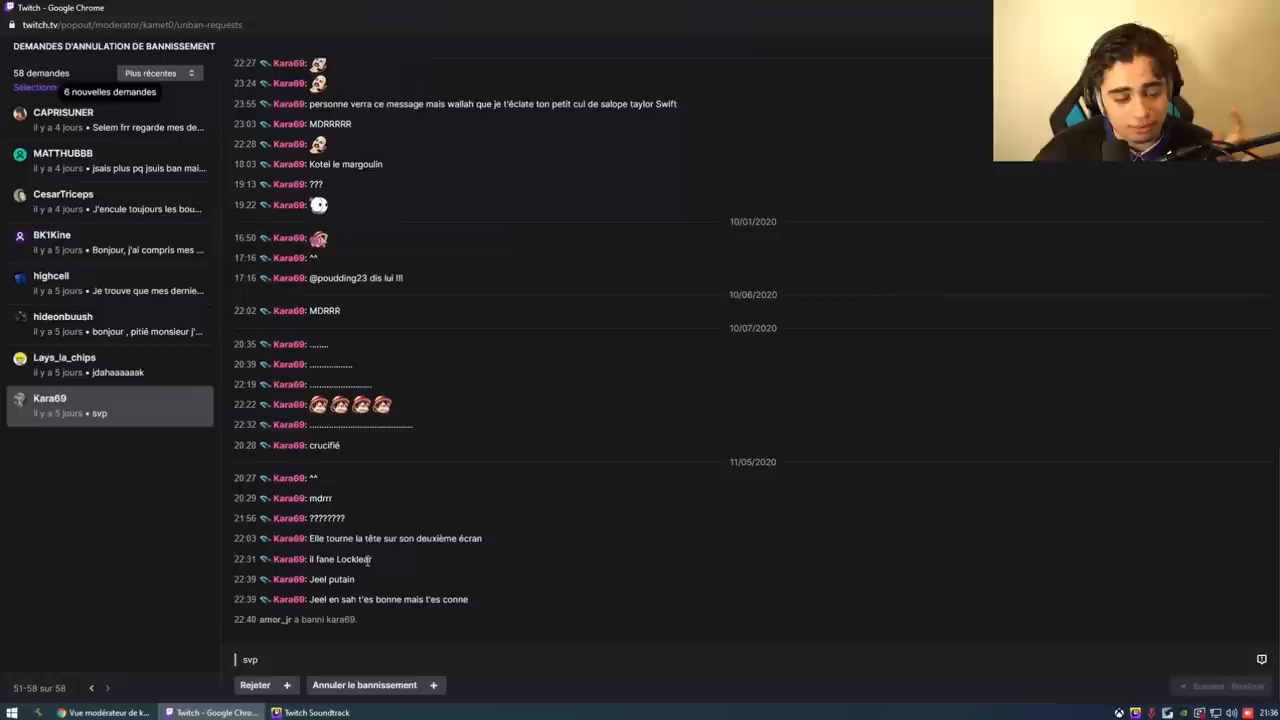 Twitch - Google Chrome
twitch.tv/popout/moderator/kamet0/unban-requests
DEMANDES D'ANNULATION DE BANNISSEMENT
58 demandes
Plus récentes
Sélectionn
6 nouvelles demandes
CAPRISUNER
il y a 4 jours • Selem frr regarde mes de...
MATTHUBBB
il y a 4 jours • jsais plus pq jsuis ban mai...
CesarTriceps
il y a 4 jours • J'encule toujours les bou...
BK1Kine
il y a 5 jours • Bonjour, j'ai compris mes ...
highcell
il y a 5 jours • Je trouve que mes dernie...
hideonbuush
il y a 5 jours • bonjour , pitié monsieur j'...
Lays_la_chips
il y a 5 jours • jdahaaaaak
Kara69
il y a 5 jours • svp
51-58 sur 58
22:27 Kara69:
23:24 Kara69:
23:55 Kara69: personne verra ce message mais wallah que je t'éclate ton petit cul de salope taylor Swift
23:03 Kara69: MDRRRRR
22:28 Kara69:
18:03 Kara69: Kotei le margoulin
19:13 Kara69: ???
19:22 Kara69:
10/01/2020
16:50 Kara69:
17:16 Kara69: ^^
17:16 Kara69: @poudding23 dis lui !!!
10/06/2020
22:02 Kara69: MDRRR
10/07/2020
20:35 Kara69: ........
20:39 Kara69: ..................
22:19 Kara69: ..........................
22:22 Kara69:
22:32 Kara69: ...........................................
20:28 Kara69: crucifié
11/05/2020
20:27 Kara69: ^^
20:29 Kara69: mdrrr
21:56 Kara69: ????????
22:03 Kara69: Elle tourne la tête sur son deuxième écran
22:31 Kara69: il fane Locklear
22:39 Kara69: Jeel putain
22:39 Kara69: Jeel en sah t'es bonne mais t'es conne
22:40 amor_jr a banni kara69.
svp
Rejeter + Annuler le bannissement +
Suivant finaliser
Vue modérateur de k... Twitch - Google Chro... Twitch Soundtrack 21:36